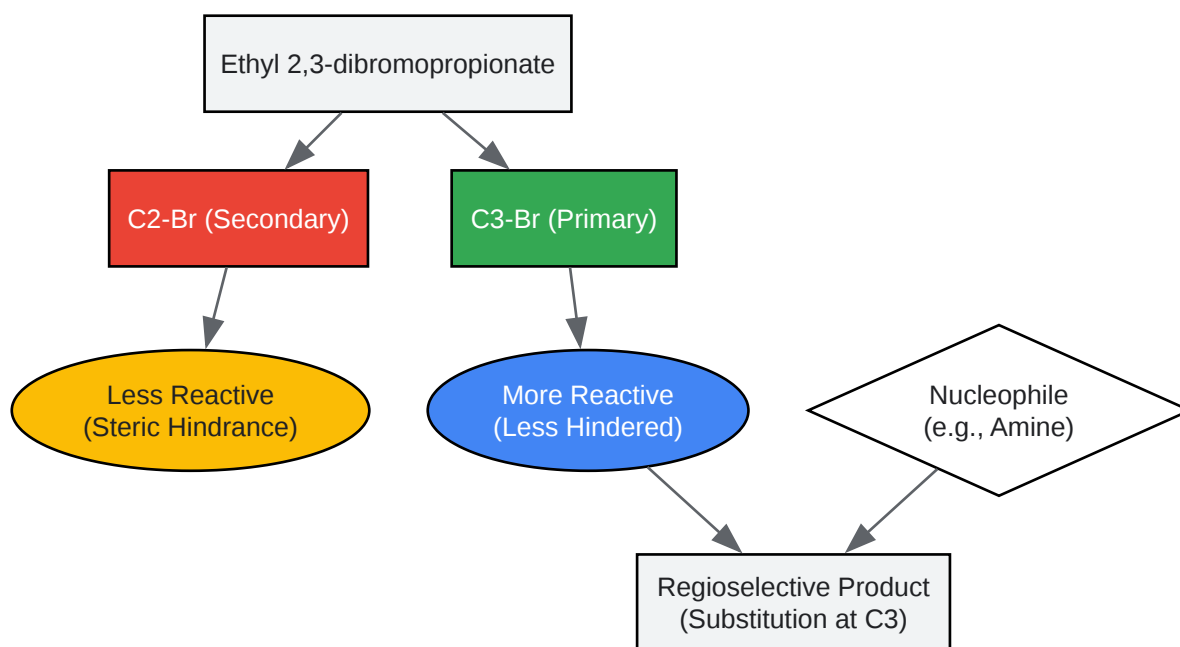 Ethyl 2,3-dibromopropionate
C2-Br (Secondary)
C3-Br (Primary)
Less Reactive
(Steric Hindrance)
More Reactive
(Less Hindered)
Nucleophile
(e.g., Amine)
Regioselective Product
(Substitution at C3)